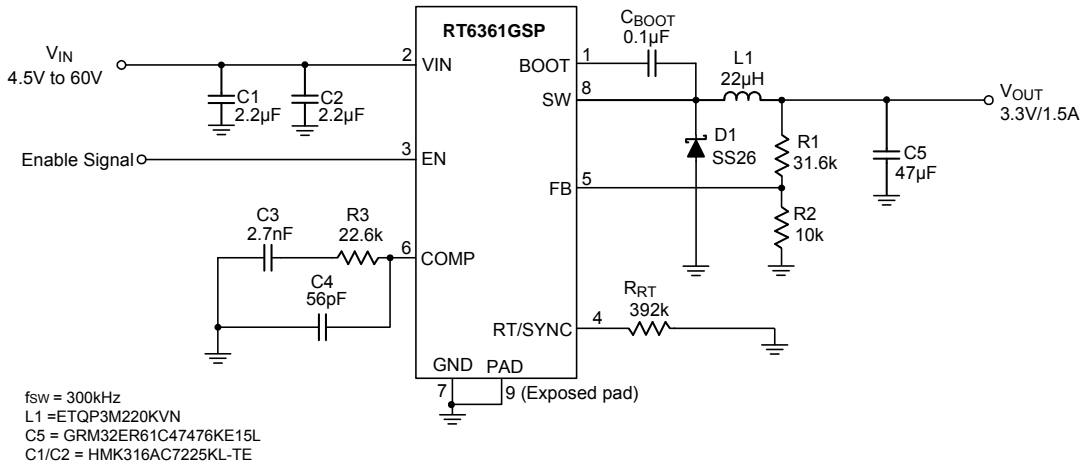 RT6361GSP
VIN
4.5V to 60V
2
VIN
C1
2.2µF
C2
2.2µF
Enable Signal
3
EN
C3
2.7nF
R3
22.6k
6
COMP
C4
56pF
GND
7
PAD
9 (Exposed pad)
BOOT
1
CBOOT
0.1µF
SW
8
L1
22µH
VOUT
3.3V/1.5A
D1
SS26
R1
31.6k
C5
47µF
FB
5
R2
10k
RT/SYNC
4
RRT
392k
fSW = 300kHz
L1 =ETQP3M220KVN
C5 = GRM32ER61C47476KE15L
C1/C2 = HMK316AC7225KL-TE